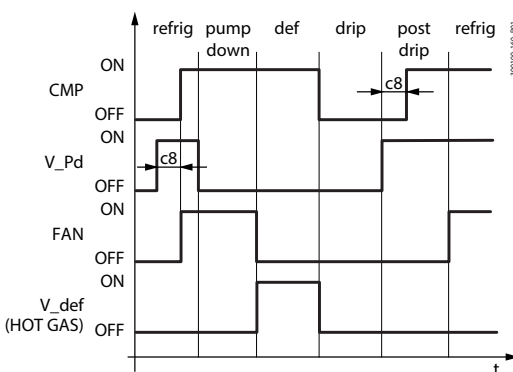 refrig pump down def drip post drip refrig
CMP
ON
OFF
c8
V_Pd
ON
OFF
c8
FAN
ON
OFF
V_def
(HOT GAS)
ON
OFF
t